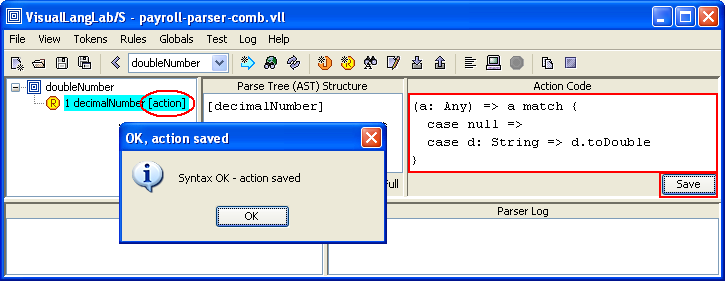 VisualLangLab/S - payroll-parser-comb.vll
File View Tokens Rules Globals Test Log Help
doubleNumber
doubleNumber
R 1 decimalNumber [action]
Parse Tree (AST) Structure
[decimalNumber]
Full
Action Code
(a: Any) => a match {
case null =>
case d: String => d.toDouble
}
Save
OK, action saved
Syntax OK - action saved
OK
Parser Log